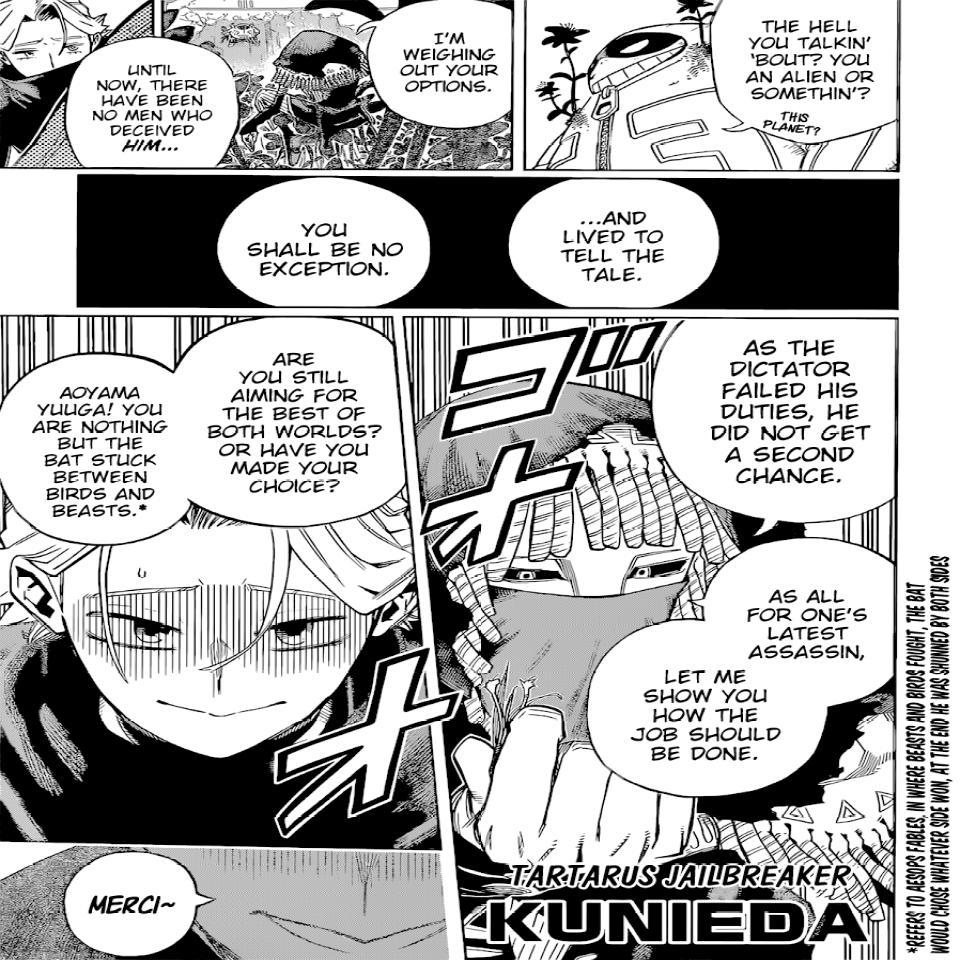 THE HELL
YOU TALKIN'
'BOUT? YOU
AN ALIEN OR
SOMETHIN'?
THIS
PLANET?
I'M
WEIGHING
OUT YOUR
OPTIONS.
UNTIL
NOW, THERE
HAVE BEEN
NO MEN WHO
DECEIVED
HIM...
...AND
LIVED TO
TELL THE
TALE.
YOU
SHALL BE NO
EXCEPTION.
AS THE
DICTATOR
FAILED HIS
DUTIES, HE
DID NOT GET
A SECOND
CHANCE.
ゴ
オ
オ
AS ALL
FOR ONE'S
LATEST
ASSASSIN,
LET ME
SHOW YOU
HOW THE
JOB SHOULD
BE DONE.
TARTARUS JAILBREAKER
KUNIEDA
ARE
YOU STILL
AIMING FOR
THE BEST OF
BOTH WORLDS?
OR HAVE YOU
MADE YOUR
CHOICE?
AOYAMA
YUUGA! YOU
ARE NOTHING
BUT THE
BAT STUCK
BETWEEN
BIRDS AND
BEASTS.*
MERCI~
*REFERS TO AESOPS FABLES, IN WHERE BEASTS AND BIRDS FOUGHT, THE BAT
WOULD CHOSE WHATEVER SIDE WON, AT THE END HE WAS SHUNNED BY BOTH SIDES